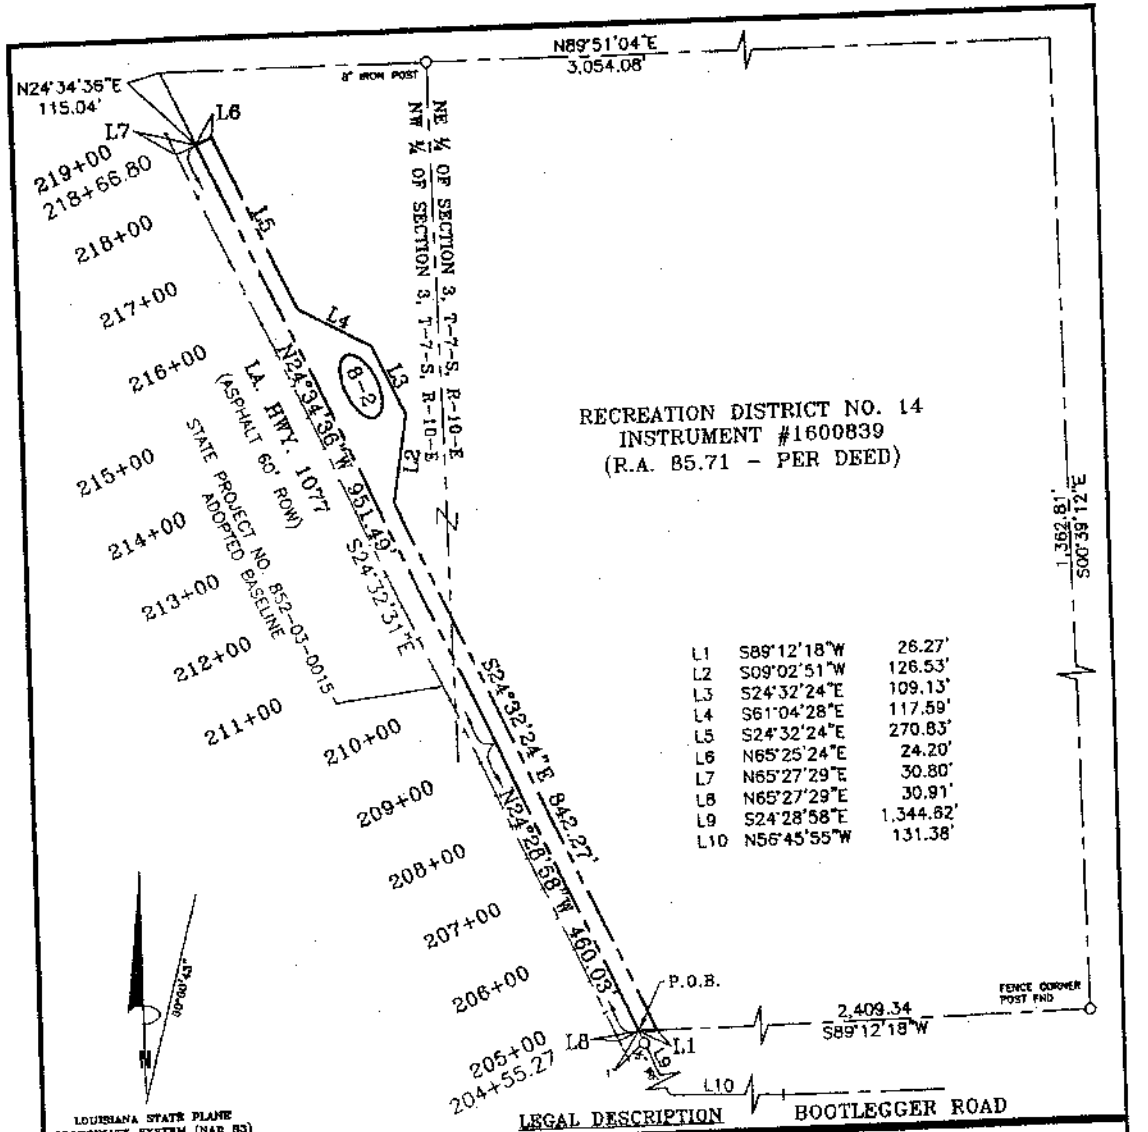 N89°51'04"E
3,054.08'
8" IRON POST
N24°34'36"E
115.04'
L6
L7
219+00
218+66.80
218+00
217+00
216+00
215+00
214+00
213+00
212+00
211+00
210+00
209+00
208+00
207+00
206+00
205+00
204+55.27
L5
L4
L3
L2
8-2
NE ¼ OF SECTION 3, T-7-S, R-10-E
NW ¼ OF SECTION 3, T-7-S, R-10-E
N24°34'36"W 951.49'
LA. HWY. 1077
(ASPHALT 60' ROW)
S24°32'31"E
STATE PROJECT NO. 852-03-0015
ADOPTED BASELINE
RECREATION DISTRICT NO. 14
INSTRUMENT #1600839
(R.A. 85.71 - PER DEED)
1,362.81'
S00°39'12"E
L1 S89°12'18"W 26.27'
L2 S09°02'51"W 126.53'
L3 S24°32'24"E 109.13'
L4 S61°04'28"E 117.59'
L5 S24°32'24"E 270.83'
L6 N65°25'24"E 24.20'
L7 N65°27'29"E 30.80'
L8 N65°27'29"E 30.91'
L9 S24°28'58"E 1,344.62'
L10 N56°45'55"W 131.38'
S24°32'24"E 842.27'
N24°28'58"W 460.03'
P.O.B.
FENCE CORNER
POST FND
2,409.34
S89°12'18"W
L8
L1
L9
L10
00°00'43"
N
LOUISIANA STATE PLANE
SYSTEM (NAD 83)
LEGAL DESCRIPTION
BOOTLEGGER ROAD